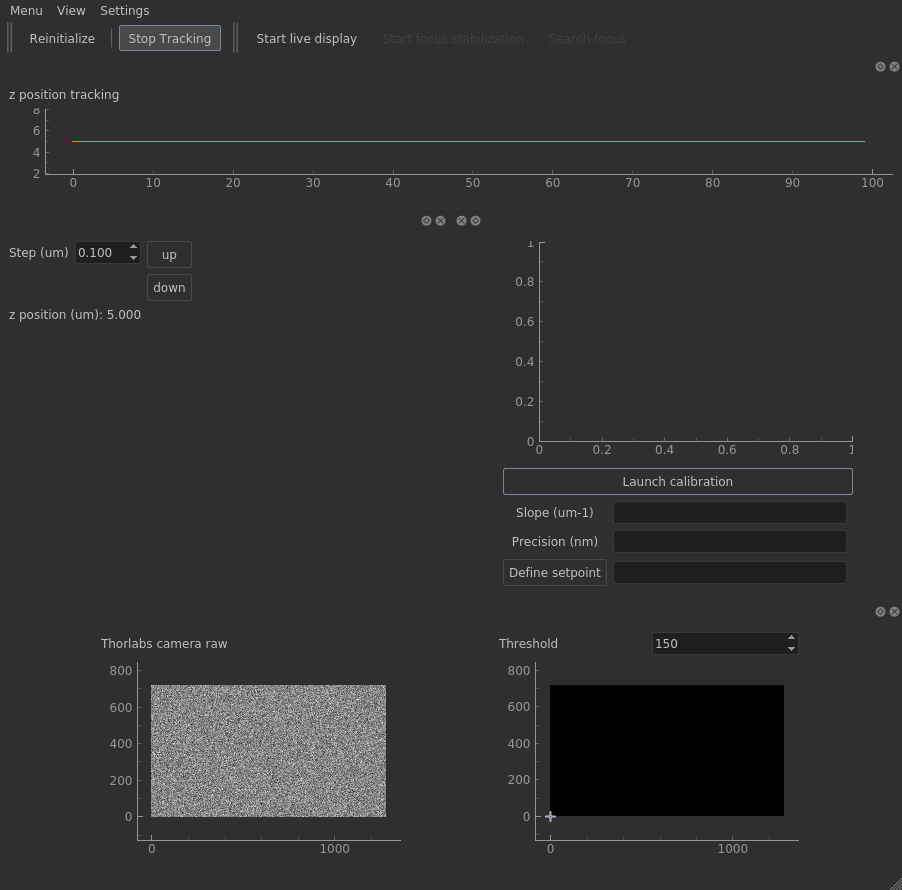 Menu View Settings
Reinitialize Stop Tracking Start live display Start focus stabilization Search focus
z position tracking
8
6
4
2
0 10 20 30 40 50 60 70 80 90 100
Step (um) 0.100 up
down
z position (um): 5.000
1
0.8
0.6
0.4
0.2
0
0 0.2 0.4 0.6 0.8 1
Launch calibration
Slope (um-1)
Precision (nm)
Define setpoint
Thorlabs camera raw
800
600
400
200
0
0 1000
Threshold 150
800
600
400
200
0
0 1000